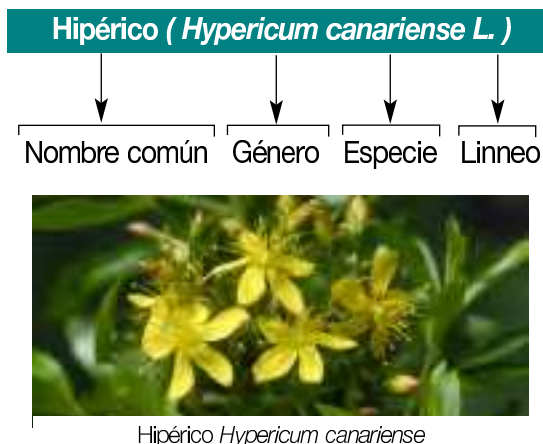 Hipérico ( Hypericum canariense L. )
Nombre común Género Especie Linneo
Hipérico Hypericum canariense